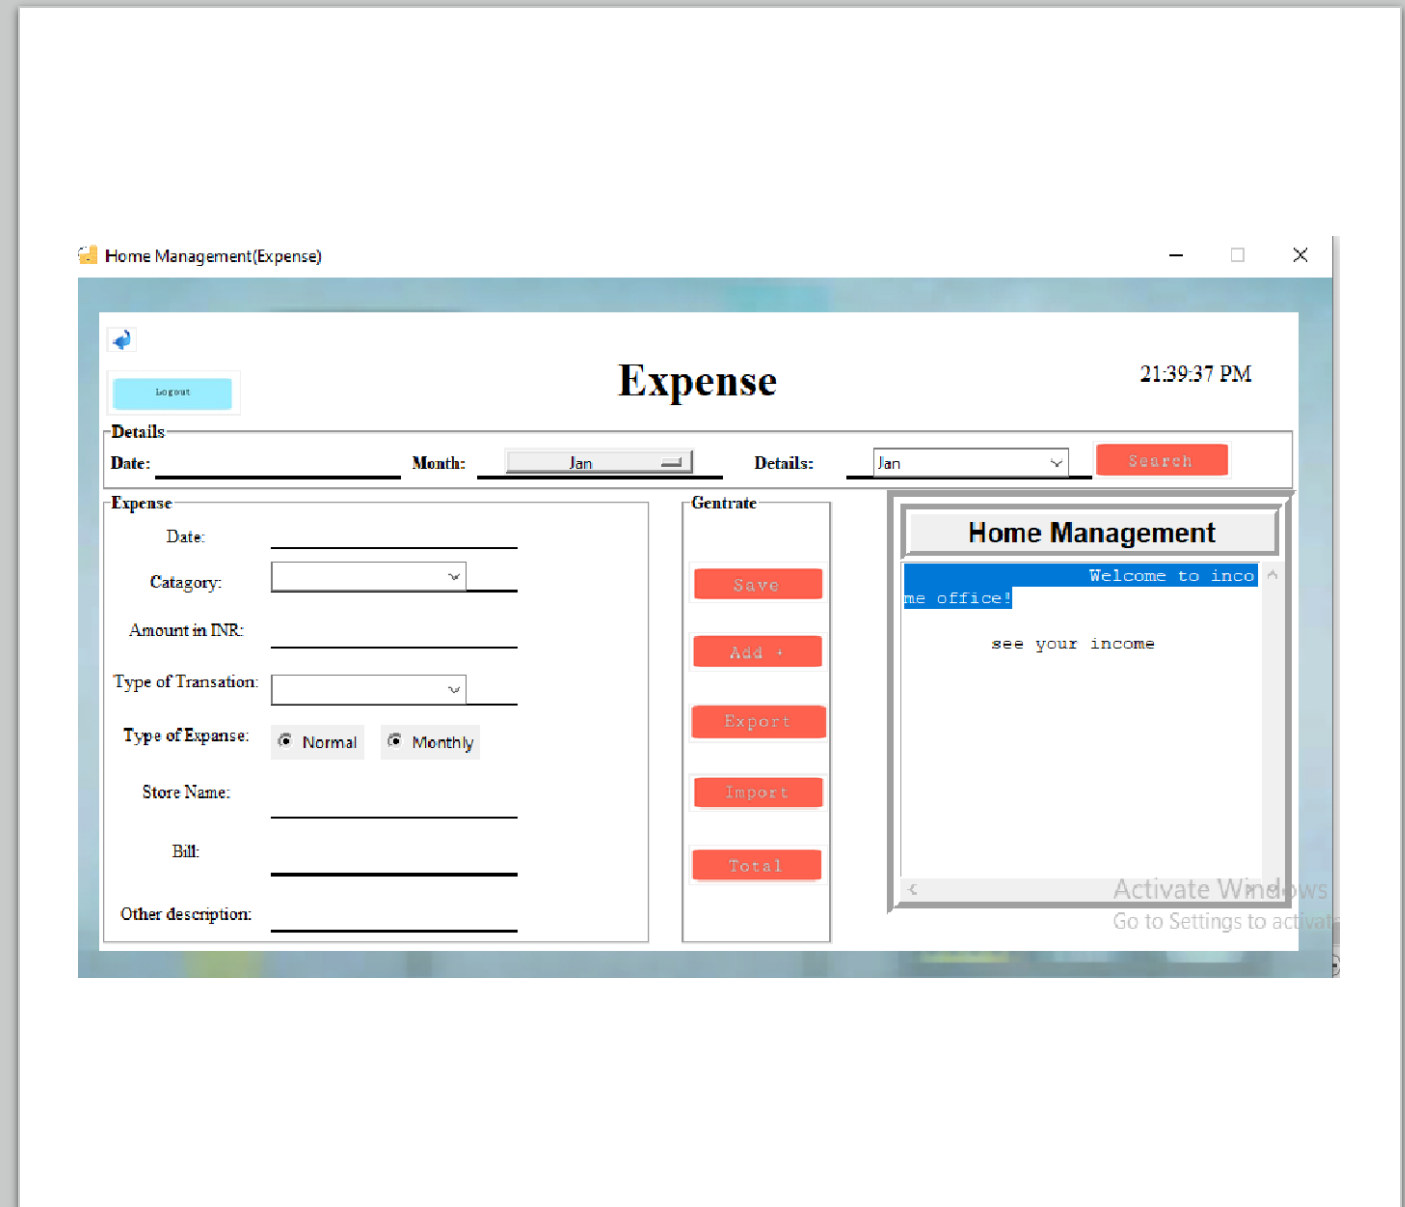 Home Management(Expense)
Logout
Expense
21:39:37 PM
Details
Date:
Month:
Jan
Details:
Jan
Search
Expense
Date:
Catagory:
Amount in INR:
Type of Transation:
Type of Expanse:
Normal
Monthly
Store Name:
Bill:
Other description:
Gentrate
Save
Add +
Export
Import
Total
Home Management
Welcome to inco
me office!
see your income
Activate Windows
Go to Settings to activate